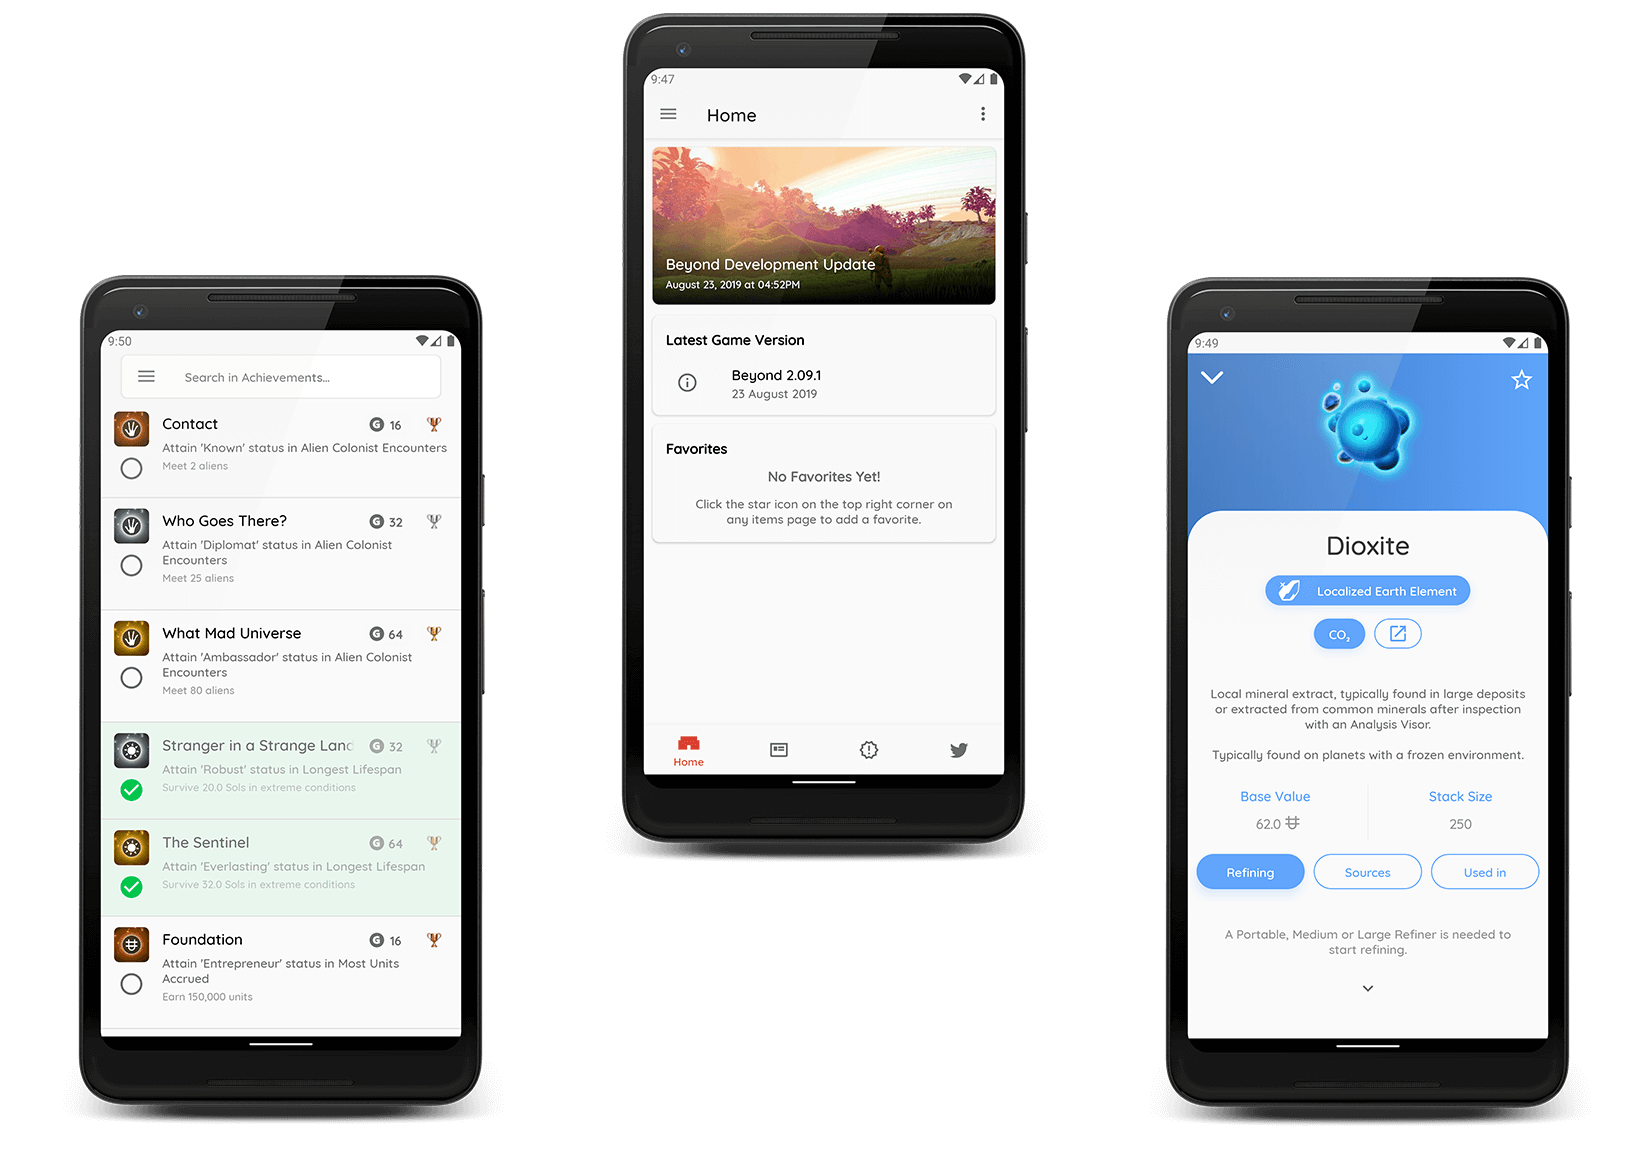 9:50
Search in Achievements...
Contact
G 16
Attain 'Known' status in Alien Colonist Encounters
Meet 2 aliens
Who Goes There?
G 32
Attain 'Diplomat' status in Alien Colonist
Encounters
Meet 25 aliens
What Mad Universe
G 64
Attain 'Ambassador' status in Alien Colonist
Encounters
Meet 80 aliens
Stranger in a Strange Land
G 32
Attain 'Robust' status in Longest Lifespan
Survive 20.0 Sols in extreme conditions
The Sentinel
G 64
Attain 'Everlasting' status in Longest Lifespan
Survive 32.0 Sols in extreme conditions
Foundation
G 16
Attain 'Entrepreneur' status in Most Units
Accrued
Earn 150,000 units
9:47
Home
Beyond Development Update
August 23, 2019 at 04:52PM
Latest Game Version
Beyond 2.09.1
23 August 2019
Favorites
No Favorites Yet!
Click the star icon on the top right corner on
any items page to add a favorite.
Home
9:49
Dioxite
Localized Earth Element
CO₂
Local mineral extract, typically found in large deposits
or extracted from common minerals after inspection
with an Analysis Visor.
Typically found on planets with a frozen environment.
Base Value
Stack Size
62.0
250
Refining
Sources
Used in
A Portable, Medium or Large Refiner is needed to
start refining.